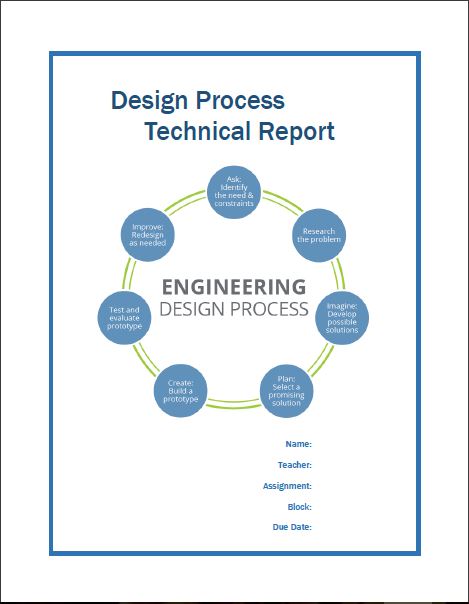 Design Process
Technical Report
Ask:
Identify
the need &
constraints
Research
the problem
Imagine:
Develop
possible
solutions
Plan:
Select a
promising
solution
Create:
Build a
prototype
Test and
evaluate
prototype
Improve:
Redesign
as needed
ENGINEERING
DESIGN PROCESS
Name:
Teacher:
Assignment:
Block:
Due Date: